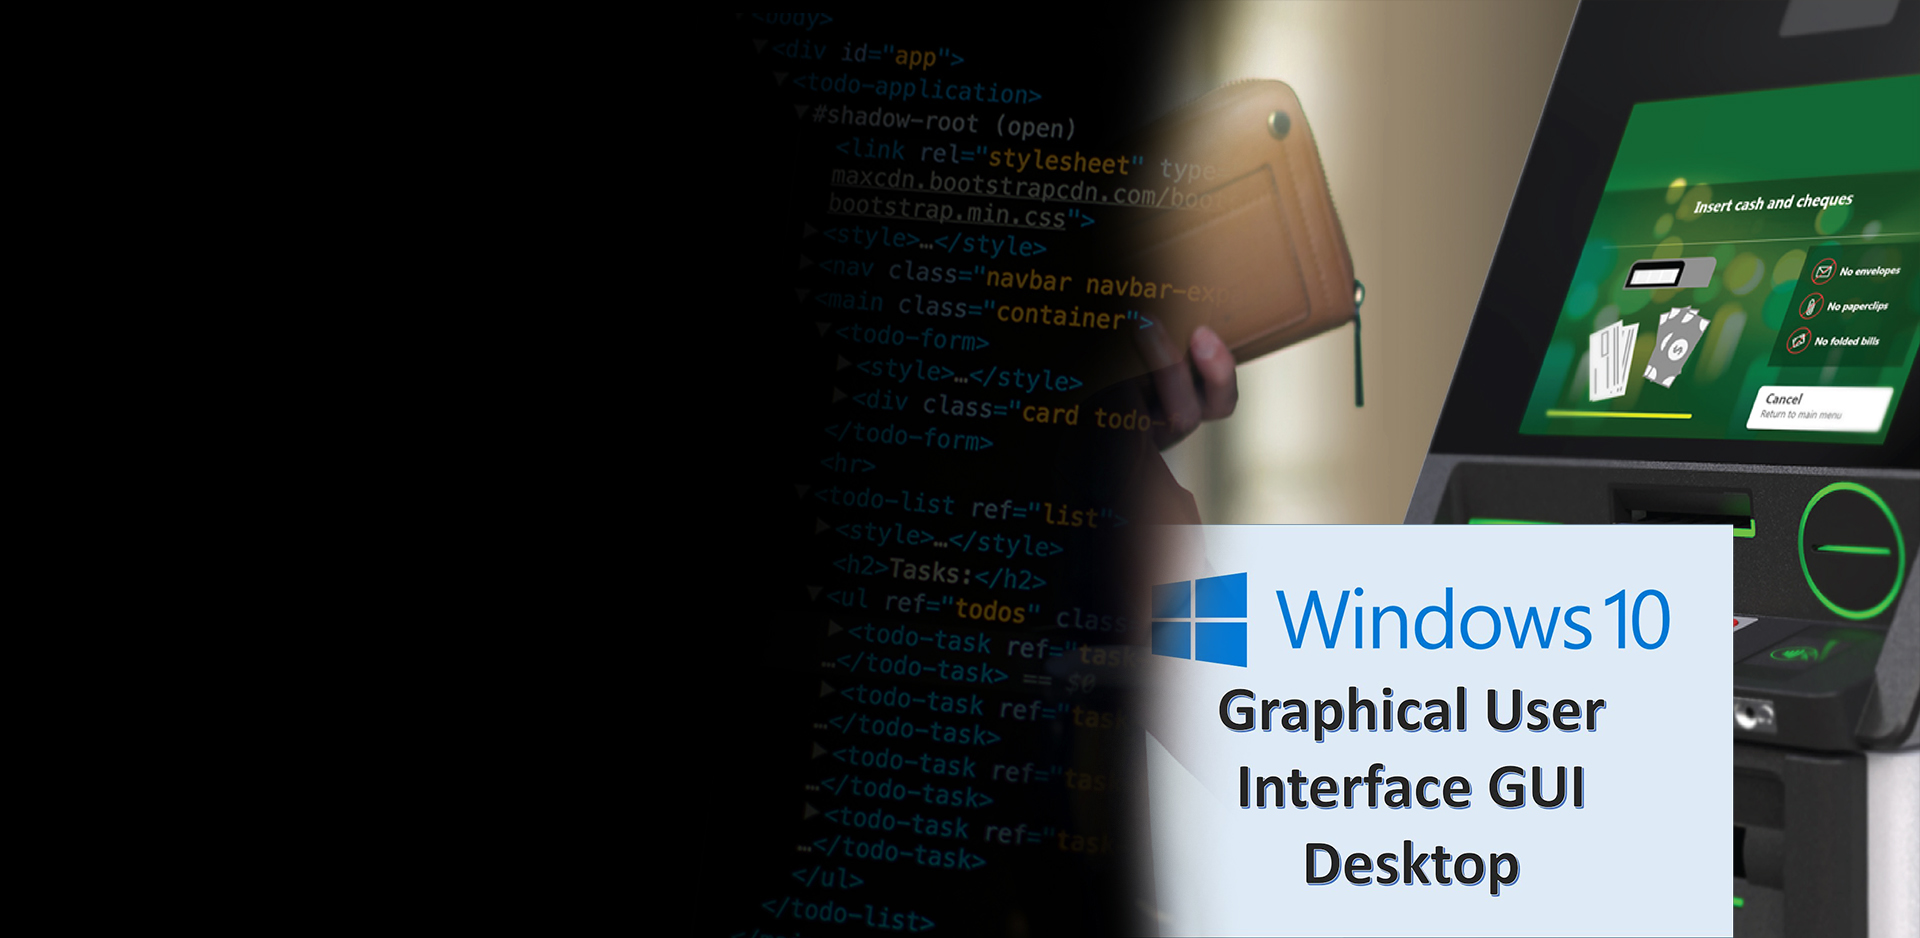 <body>
<div id="app">
<todo-application>
#shadow-root (open)
<link rel="stylesheet" type=
maxcdn.bootstrapcdn.com/boot
bootstrap.min.css">
<style>…</style>
<nav class="navbar navbar-exp
<main class="container">
<todo-form>
<style>…</style>
<div class="card todo-
</todo-form>
<hr>
<todo-list ref="list">
<style>…</style>
<h2>Tasks:</h2>
<ul ref="todos" class
<todo-task ref="task
…</todo-task> == $0
<todo-task ref="task
…</todo-task>
<todo-task ref="tas
…</todo-task>
<todo-task ref="task
…</todo-task>
</ul>
</todo-list>
Insert cash and cheques
No envelopes
No paperclips
No folded bills
Cancel
Return to main menu
Windows 10
Graphical User
Interface GUI
Desktop